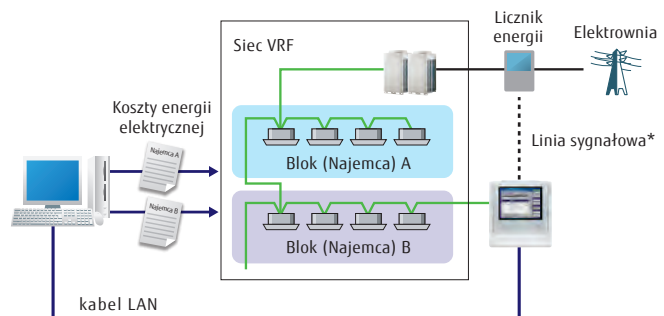 Siec VRF
Licznik
energii
Elektrownia
Koszty energii
elektrycznej
Najemca A
Blok (Najemca) A
Linia sygnałowa*
Najemca B
Blok (Najemca) B
kabel LAN